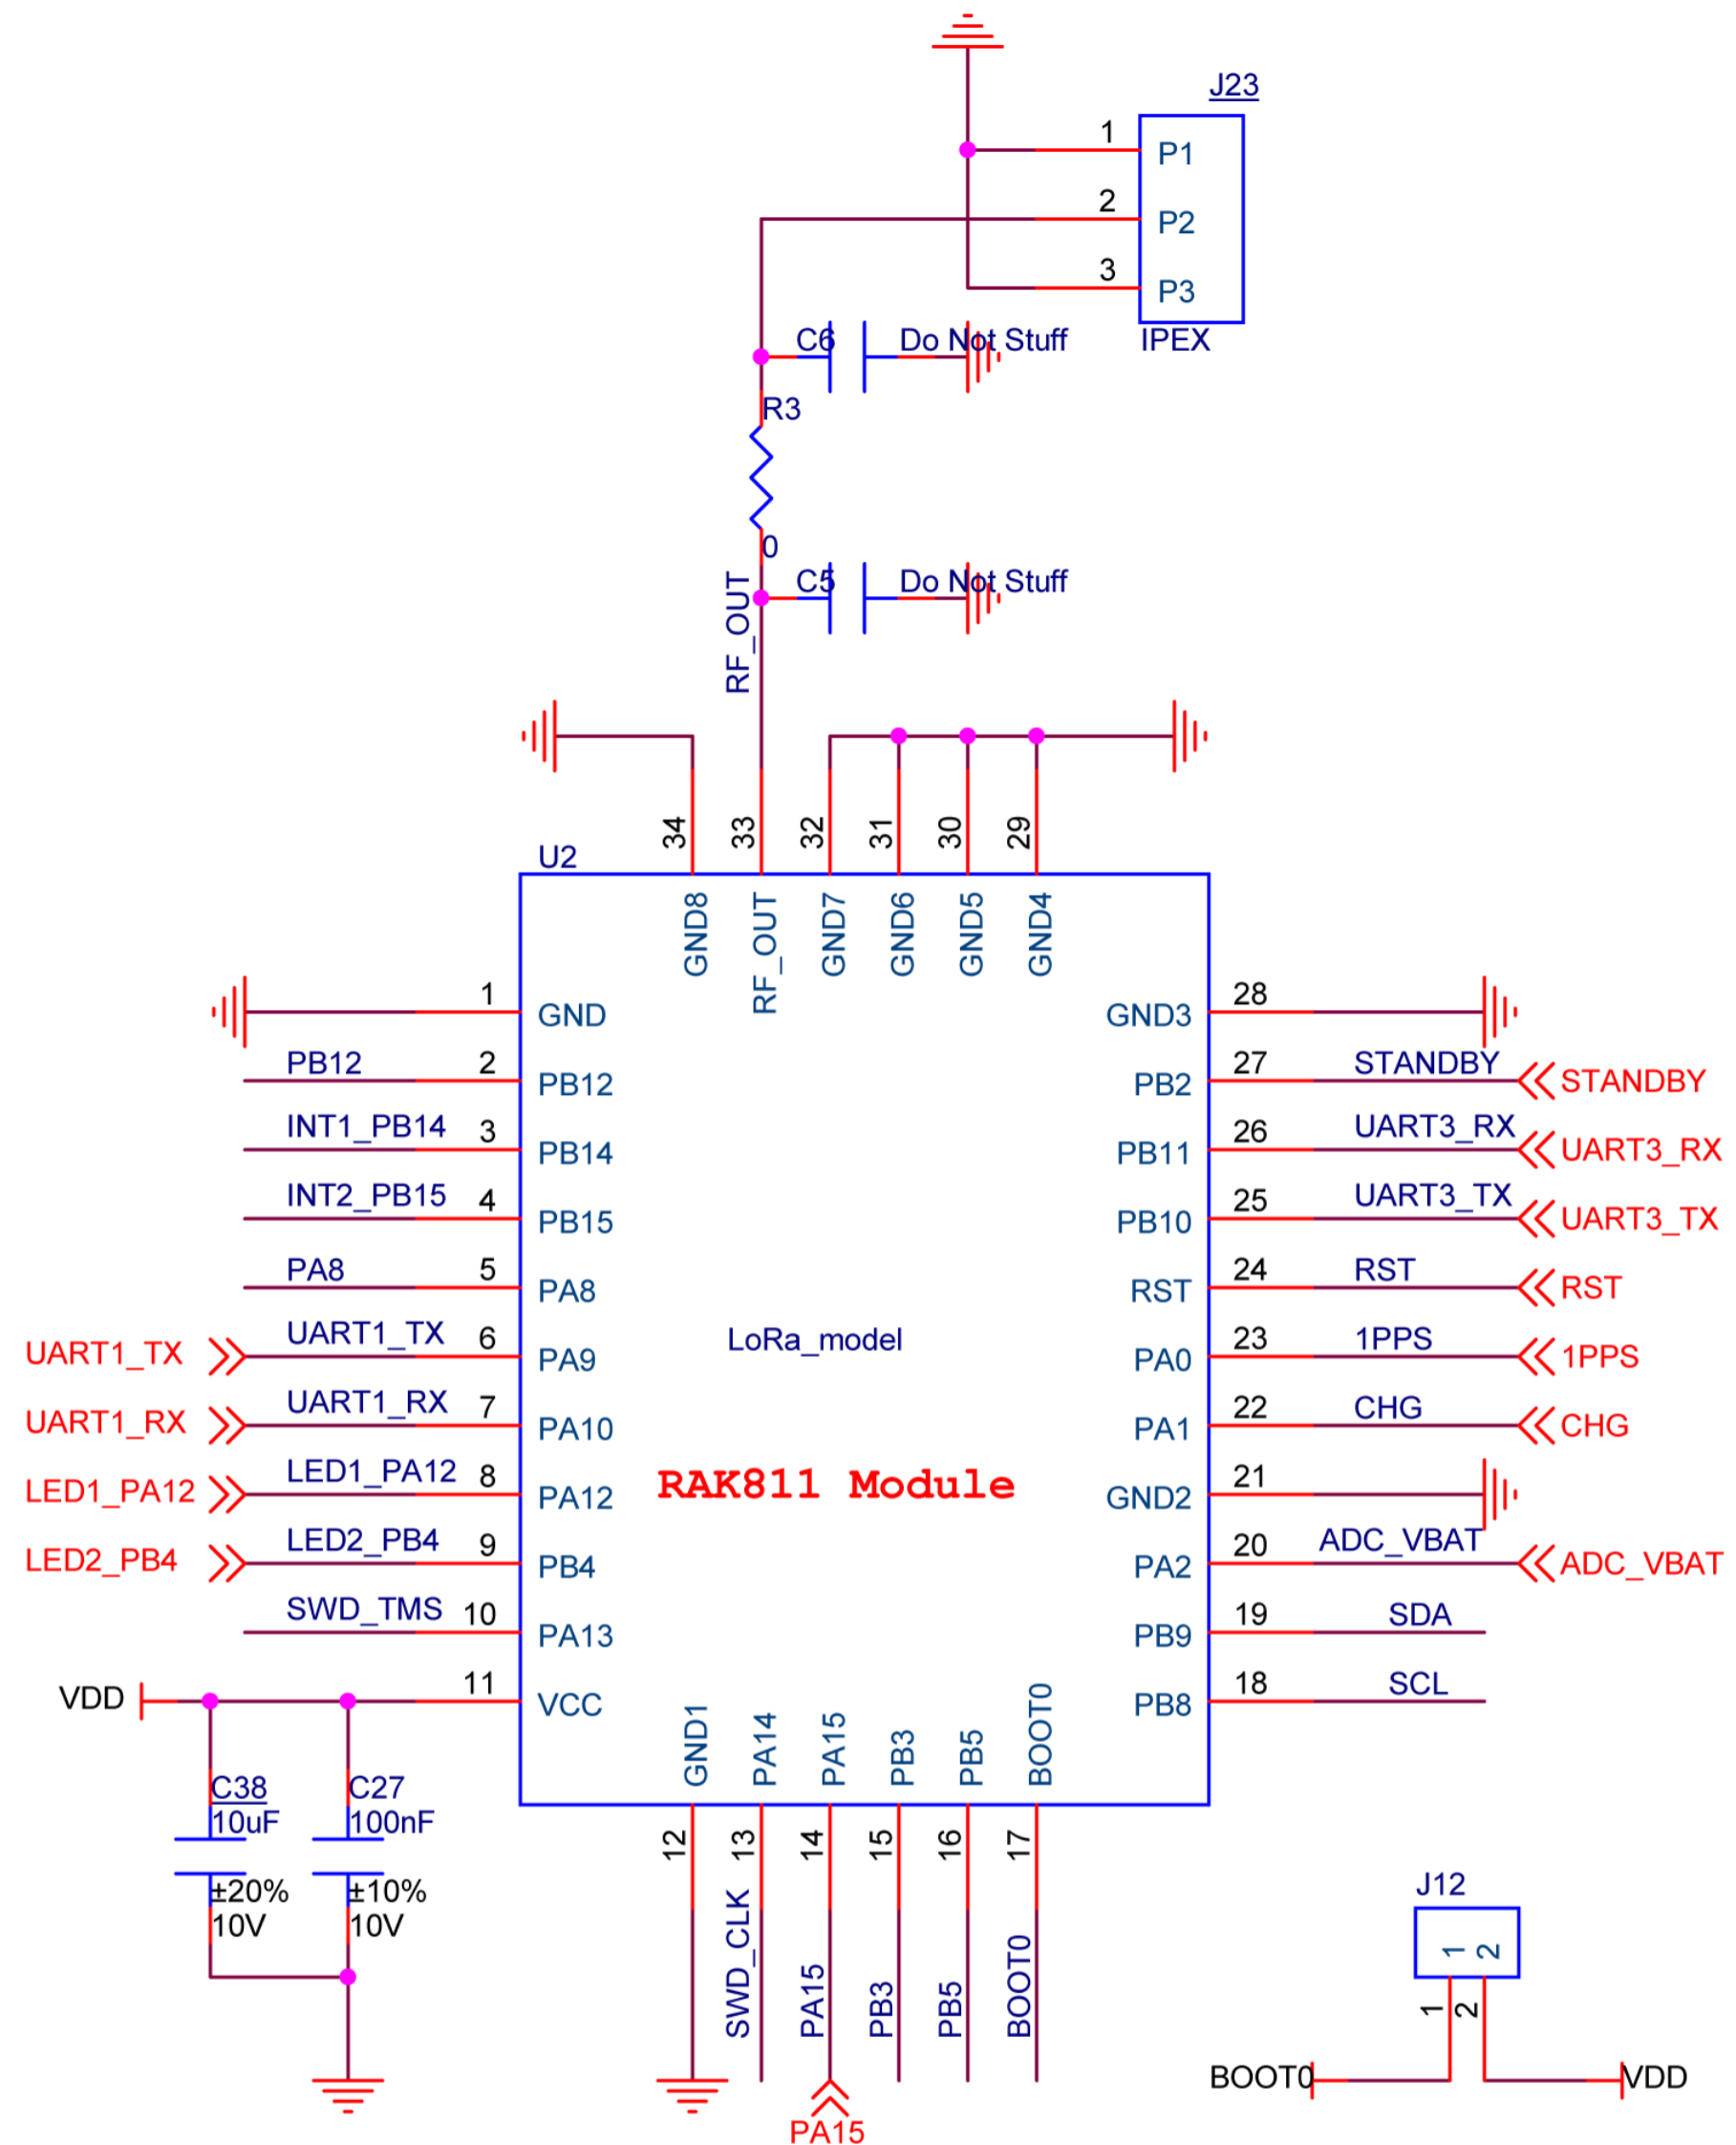 J23
1 P1
2 P2
3 P3
IPEX
C6 Do Not Stuff
R3
0
C5 Do Not Stuff
RF_OUT
34 33 32 31 30 29
U2
GND8 RF_OUT GND7 GND6 GND5 GND4
1 GND GND3 28
PB12 2 PB12 PB2 27 STANDBY STANDBY
INT1_PB14 3 PB14 PB11 26 UART3_RX UART3_RX
INT2_PB15 4 PB15 PB10 25 UART3_TX UART3_TX
PA8 5 PA8 RST 24 RST RST
UART1_TX UART1_TX 6 PA9 LoRa_model PA0 23 1PPS 1PPS
UART1_RX UART1_RX 7 PA10 PA1 22 CHG CHG
LED1_PA12 LED1_PA12 8 PA12 RAK811 Module GND2 21
LED2_PB4 LED2_PB4 9 PB4 PA2 20 ADC_VBAT ADC_VBAT
SWD_TMS 10 PA13 PB9 19 SDA
VDD 11 VCC PB8 18 SCL
GND1 PA14 PA15 PB3 PB5 BOOT0
C38 C27
10uF 100nF
±20% ±10%
10V 10V
12 13 14 15 16 17
SWD_CLK PA15 PB3 PB5 BOOT0
PA15
J12
1 2
1 2
BOOT0 VDD